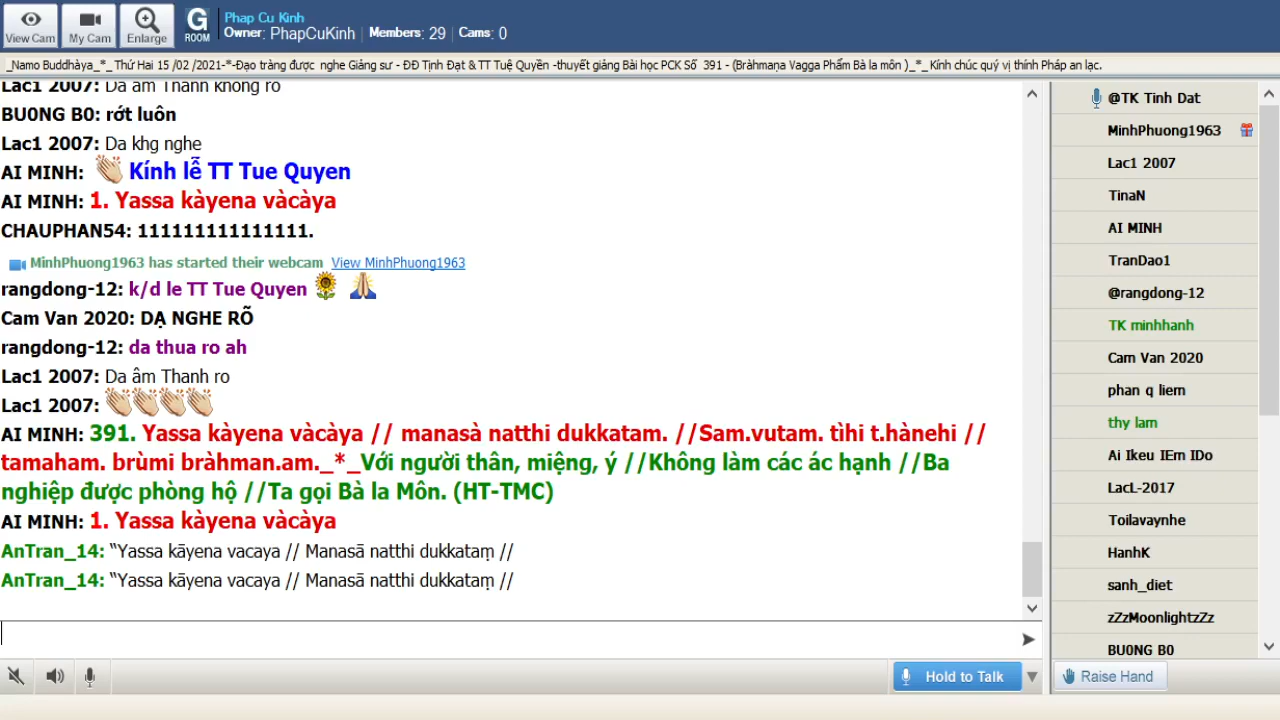 View Cam
My Cam
Enlarge
G
ROOM
Phap Cu Kinh
Owner: PhapCuKinh | Members: 29 | Cams: 0
_Namo Buddhàya_*_ Thứ Hai 15 /02 /2021-*-Đạo tràng được nghe Giảng sư - ĐĐ Tịnh Đạt & TT Tuệ Quyền -thuyết giảng Bài học PCK Số 391 - (Bràhmaṇa Vagga Phẩm Bà la môn )_*_ Kính chúc quý vị thính Pháp an lạc.
Lac1 2007: Da âm Thanh không rõ
BU0NG B0: rớt luôn
Lac1 2007: Da khg nghe
AI MINH: Kính lễ TT Tue Quyen
AI MINH: 1. Yassa kàyena vàcàya
CHAUPHAN54: 111111111111111.
MinhPhuong1963 has started their webcam View MinhPhuong1963
rangdong-12: k/d le TT Tue Quyen
Cam Van 2020: DẠ NGHE RÕ
rangdong-12: da thua ro ah
Lac1 2007: Da âm Thanh ro
Lac1 2007:
AI MINH: 391. Yassa kàyena vàcàya // manasà natthi dukkatam. //Sam.vutam. tìhi t.hànehi //
tamaham. brùmi bràhman.am._*_Với người thân, miệng, ý //Không làm các ác hạnh //Ba
nghiệp được phòng hộ //Ta gọi Bà la Môn. (HT-TMC)
AI MINH: 1. Yassa kàyena vàcàya
AnTran_14: “Yassa kāyena vacaya // Manasā natthi dukkataṃ //
AnTran_14: “Yassa kāyena vacaya // Manasā natthi dukkataṃ //
Hold to Talk
@TK Tinh Dat
MinhPhuong1963
Lac1 2007
TinaN
AI MINH
TranDao1
@rangdong-12
TK minhhanh
Cam Van 2020
phan q liem
thy lam
Ai Ikeu IEm IDo
LacL-2017
Toilavaynhe
HanhK
sanh_diet
zZzMoonlightzZz
BU0NG B0
Raise Hand